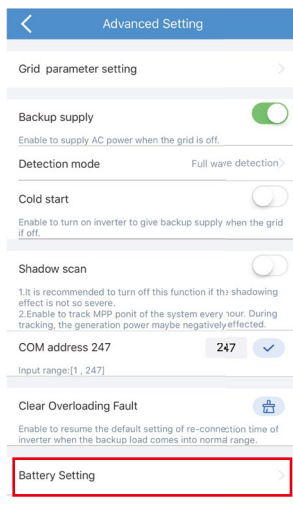 Advanced Setting
Grid parameter setting
Backup supply
Enable to supply AC power when the grid is off.
Detection mode Full wave detection
Cold start
Enable to turn on inverter to give backup supply when the grid
if off.
Shadow scan
1.It is recommended to turn off this function if the shadowing
effect is not so severe.
2.Enable to track MPP ponit of the system every hour. During
tracking, the generation power maybe negatively effected.
COM address 247 247
Input range:[1 , 247]
Clear Overloading Fault
Enable to resume the default setting of re-connection time of
inverter when the backup load comes into normal range.
Battery Setting